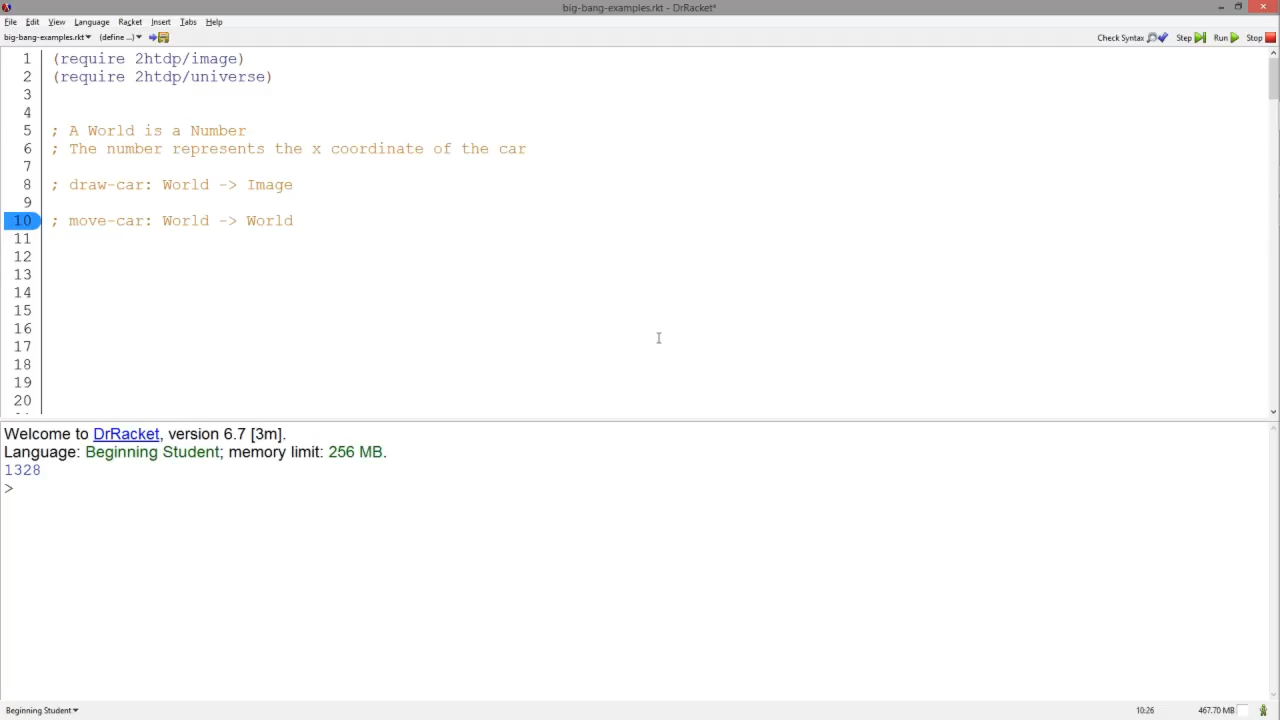 big-bang-examples.rkt - DrRacket*
File Edit View Language Racket Insert Tabs Help
big-bang-examples.rkt▾ (define ...)▾ Check Syntax Step Run Stop
1 (require 2htdp/image)
2 (require 2htdp/universe)
3
4
5 ; A World is a Number
6 ; The number represents the x coordinate of the car
7
8 ; draw-car: World -> Image
9
10 ; move-car: World -> World
11
12
13
14
15
16
17
18
19
20
Welcome to DrRacket, version 6.7 [3m].
Language: Beginning Student; memory limit: 256 MB.
1328
>
Beginning Student▾ 10:26 467.70 MB